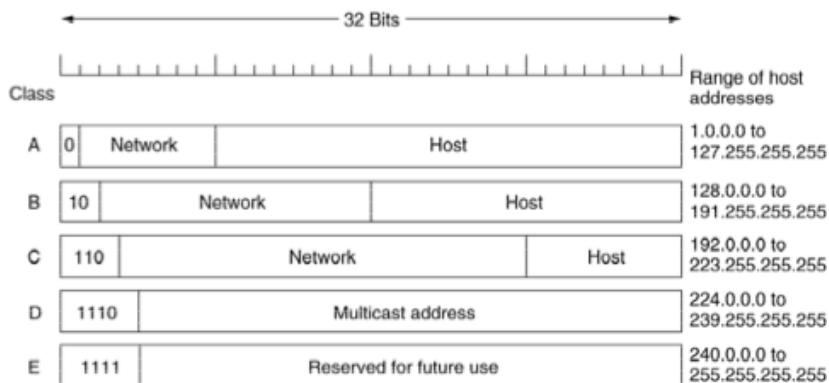 32 Bits
Class
Range of host
addresses
A 0 Network Host 1.0.0.0 to
127.255.255.255
B 10 Network Host 128.0.0.0 to
191.255.255.255
C 110 Network Host 192.0.0.0 to
223.255.255.255
D 1110 Multicast address 224.0.0.0 to
239.255.255.255
E 1111 Reserved for future use 240.0.0.0 to
255.255.255.255